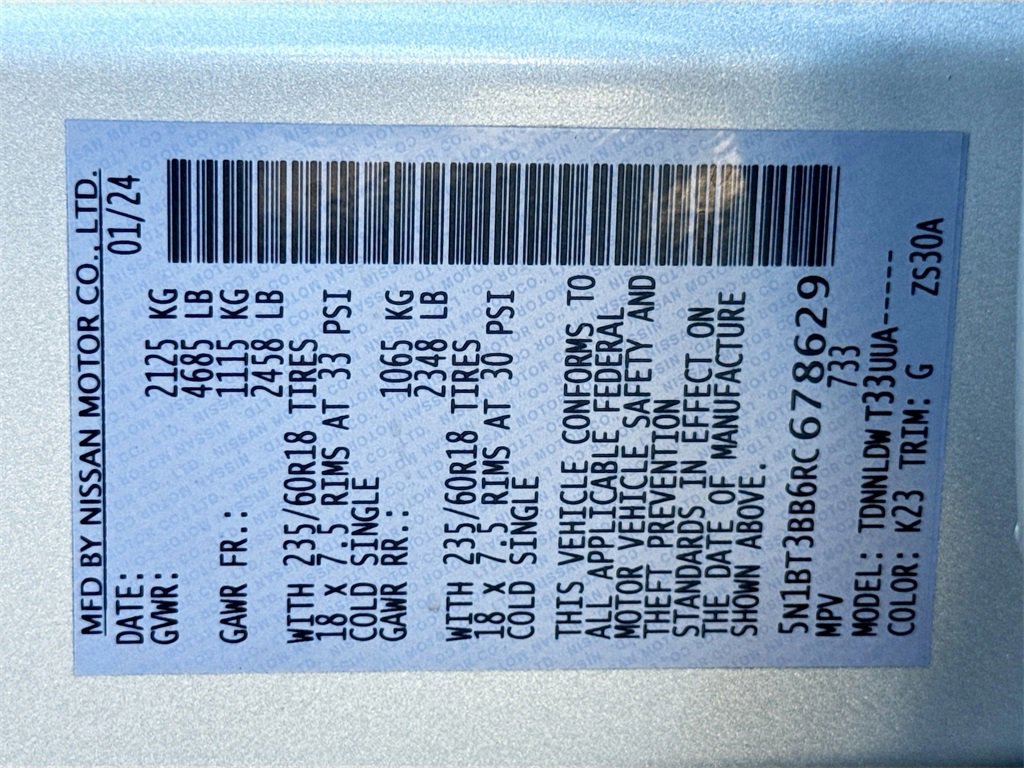 MFD BY NISSAN MOTOR CO., LTD.
DATE: 01/24
GVWR: 2125 KG
4685 LB
GAWR FR.: 1115 KG
2458 LB
WITH 235/60R18 TIRES
18 X 7.5 RIMS AT 33 PSI
COLD SINGLE
GAWR RR.: 1065 KG
2348 LB
WITH 235/60R18 TIRES
18 X 7.5 RIMS AT 30 PSI
COLD SINGLE
THIS VEHICLE CONFORMS TO
ALL APPLICABLE FEDERAL
MOTOR VEHICLE SAFETY AND
THEFT PREVENTION
STANDARDS IN EFFECT ON
THE DATE OF MANUFACTURE
SHOWN ABOVE.
5N1BT3BB6RC678629
MPV 733
MODEL: TDNNLDW T33UUA-----
COLOR: K23 TRIM: G ZS30A